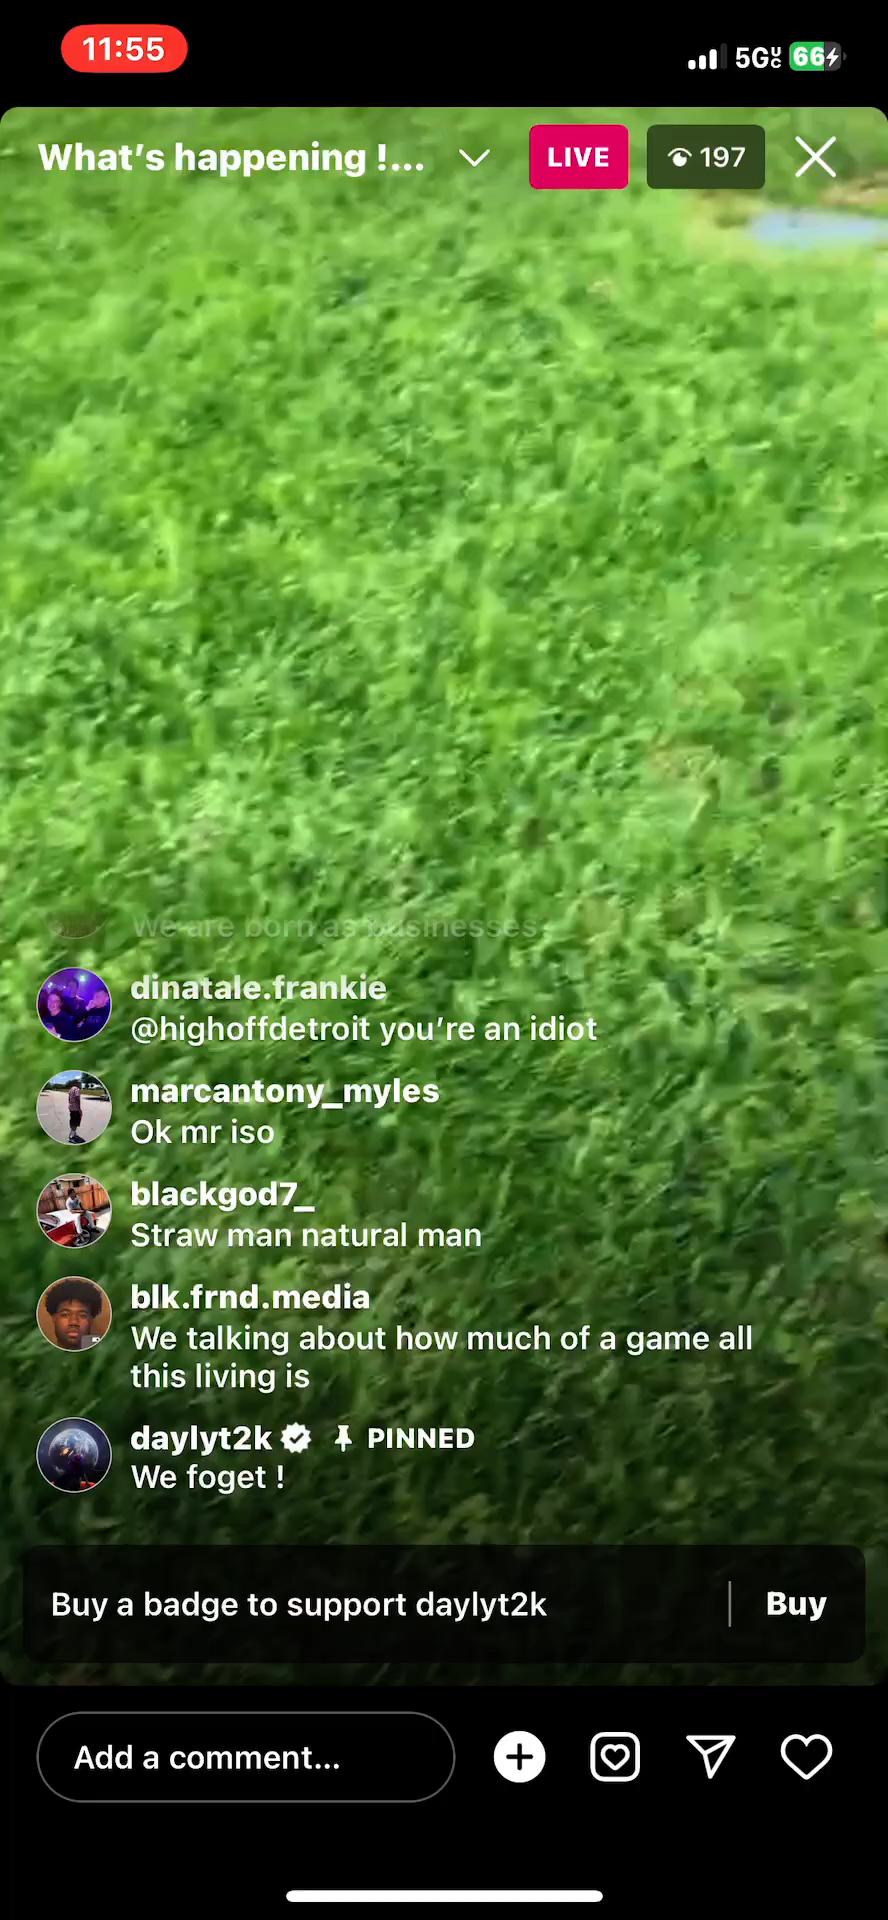 11:55
5GUC
66
What's happening !...
LIVE
197
We are born as businesses
dinatale.frankie
@highoffdetroit you're an idiot
marcantony_myles
Ok mr iso
blackgod7_
Straw man natural man
blk.frnd.media
We talking about how much of a game all
this living is
daylyt2k PINNED
We foget !
Buy a badge to support daylyt2k
Buy
Add a comment...